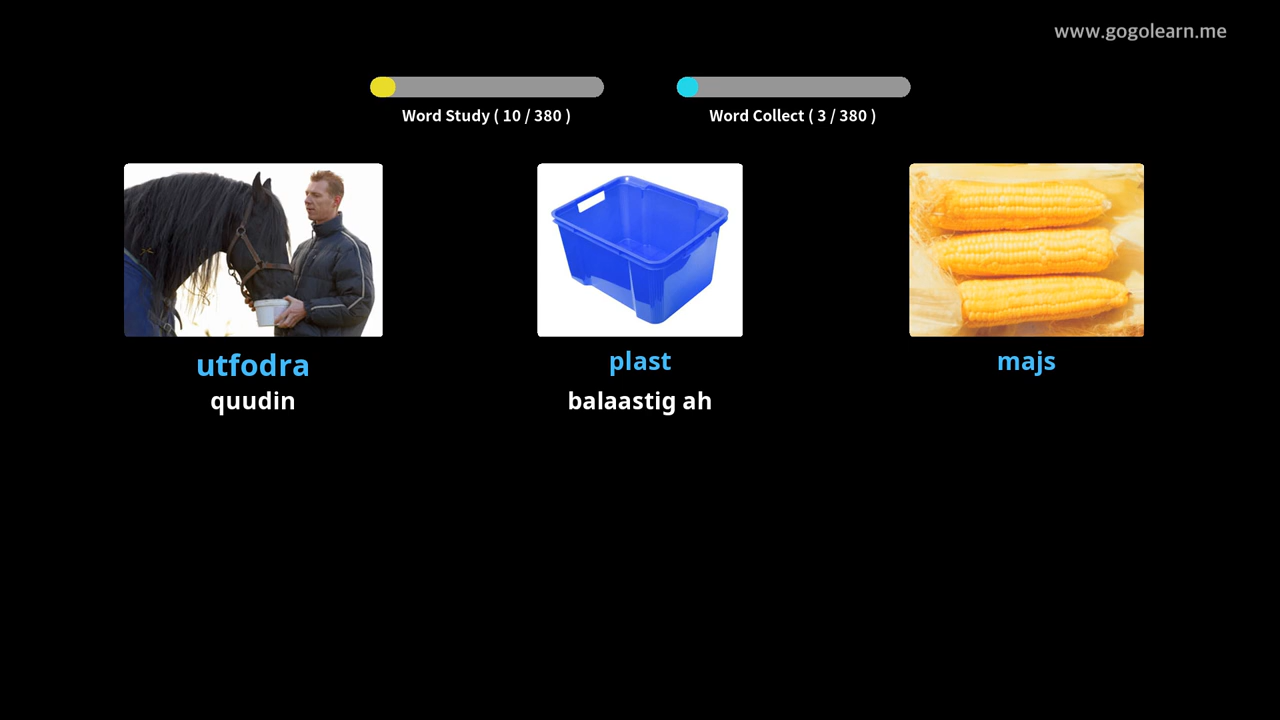 www.gogolearn.me
Word Study ( 10 / 380 )
Word Collect ( 3 / 380 )
utfodra
plast
majs
quudin
balaastig ah